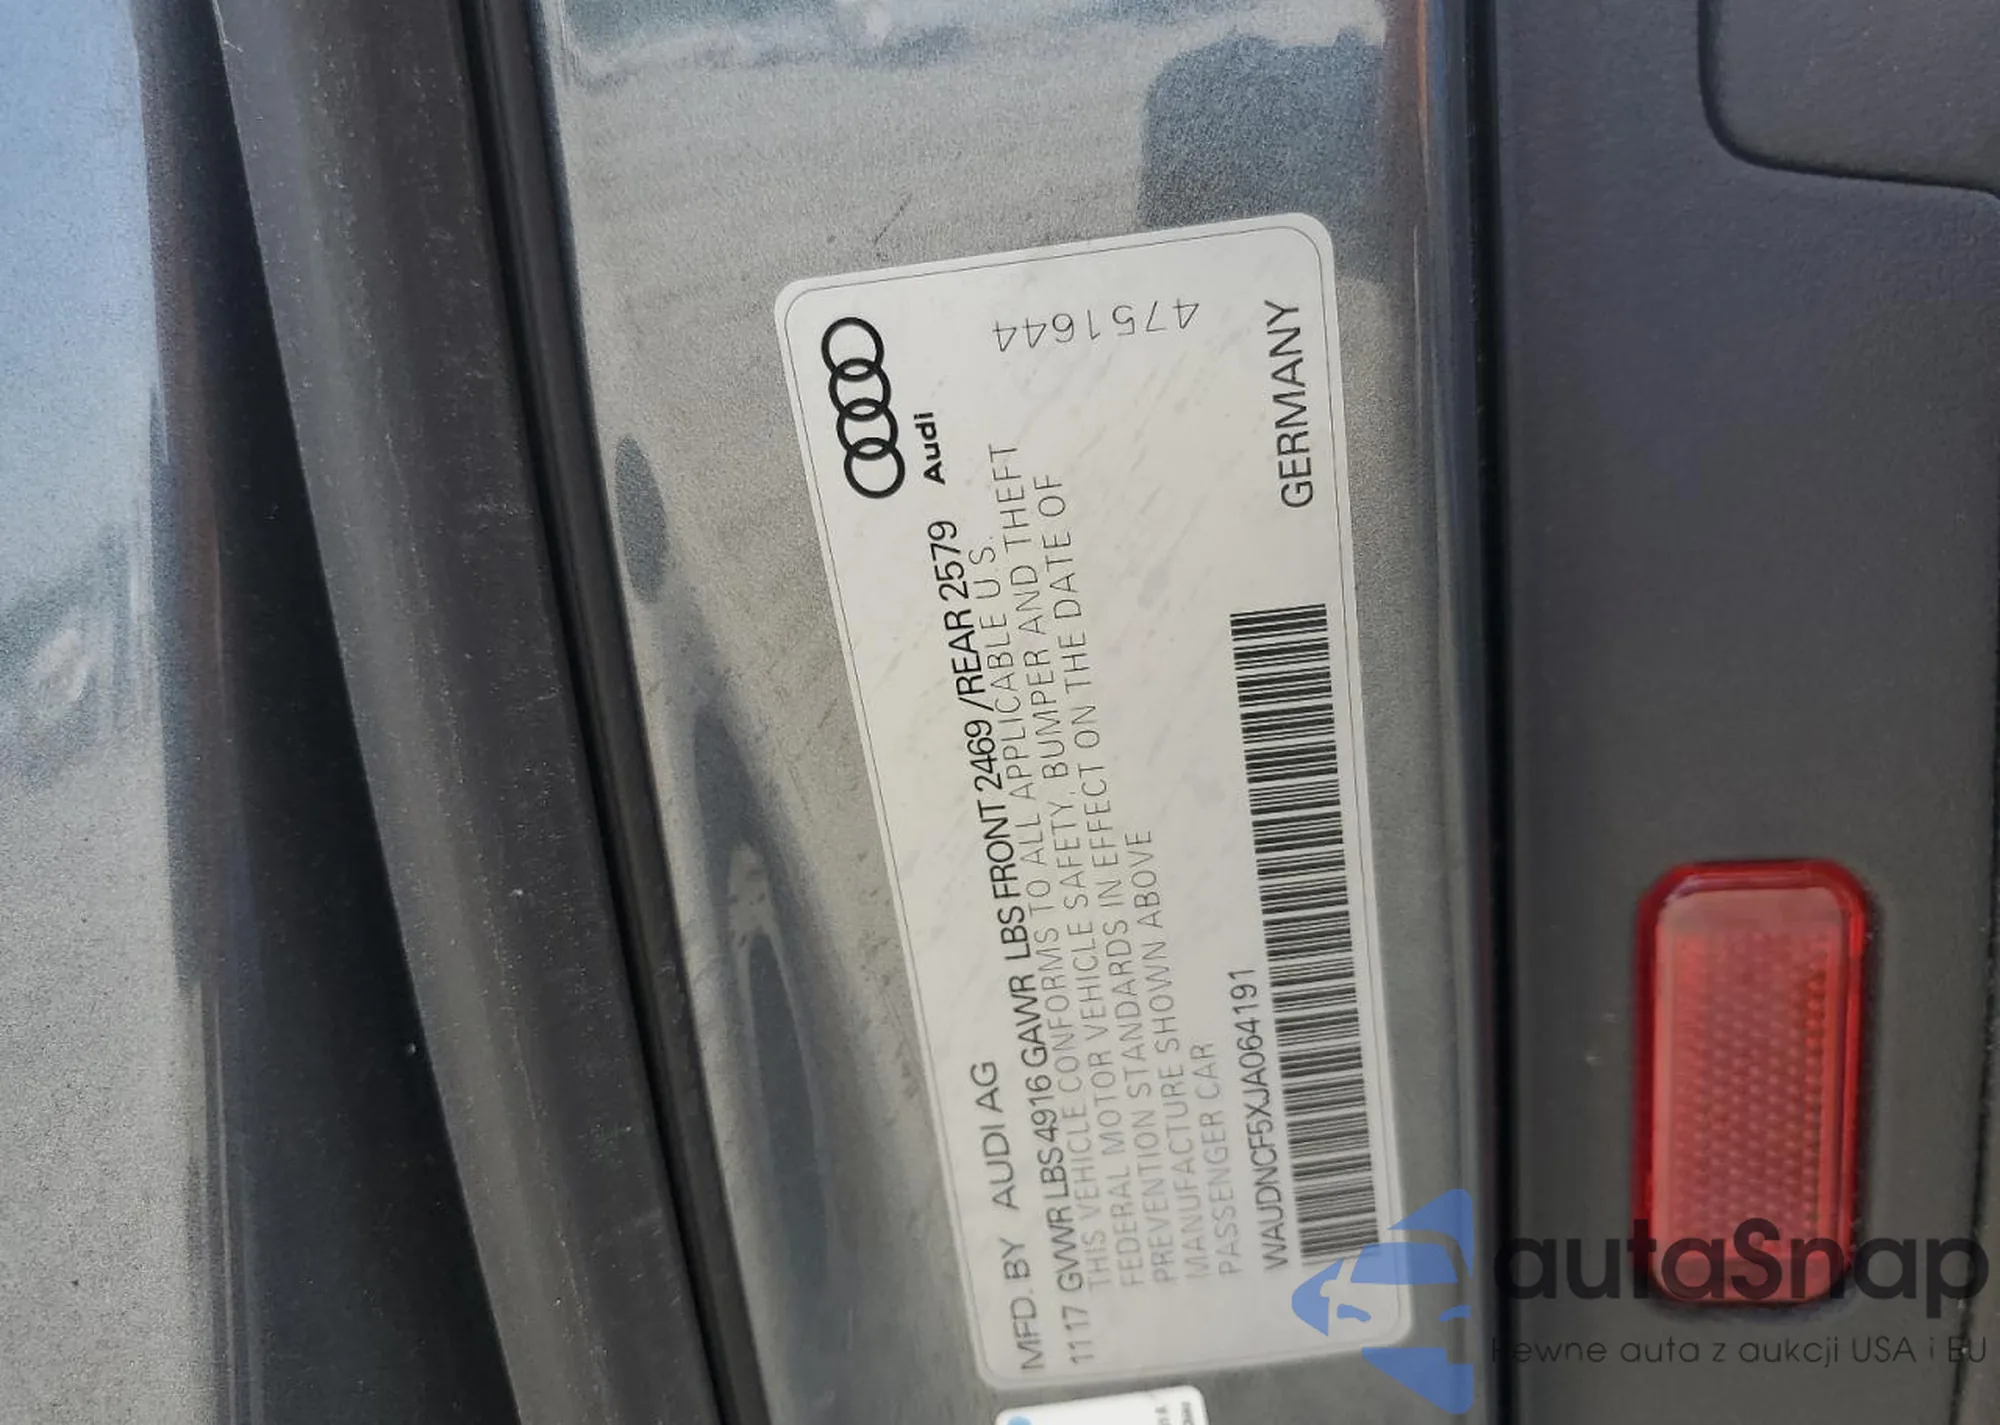 MFD. BY AUDI AG
Audi
1117 GVWR LBS 4916 GAWR LBS FRONT 2469 / REAR 2579
THIS VEHICLE CONFORMS TO ALL APPLICABLE U.S.
FEDERAL MOTOR VEHICLE SAFETY, BUMPER AND THEFT
PREVENTION STANDARDS IN EFFECT ON THE DATE OF
MANUFACTURE SHOWN ABOVE
PASSENGER CAR
4751644
WAUDNCF5XJA064191
GERMANY
autaSnap
Pewne auta z aukcji USA i EU